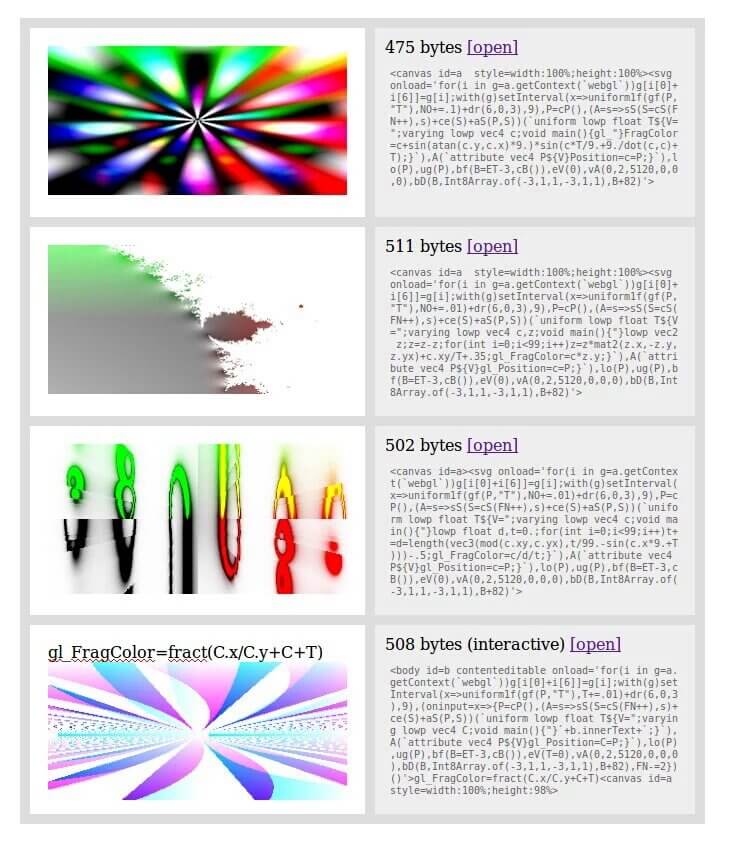 475 bytes [open]
<canvas id=a  style=width:100%;height:100%><svg
onload='for(i in g=a.getContext(`webgl`))g[i[0]+
i[6]]=g[i];with(g)setInterval(x=>uniform1f(gf(P,
"T"),NO+=.01)+dr(6,0,3),9),P=cP(),(A=s=>sS(S=cS(F
N++),s)+ce(S)+aS(P,S))(`uniform lowp float T${V=
";varying lowp vec4 c;void main(){gl_"}FragColor
=c+sin(atan(c.y,c.x)*9.)*sin(c*T/9.+9./dot(c,c)+
T);}`),A(`attribute vec4 P${V}Position=c=P;}`),l
o(P),ug(P),bf(B=ET-3,cB()),eV(0),vA(0,2,5120,0,0
,0),bD(B,Int8Array.of(-3,1,1,-3,1,1),B+82)'>
511 bytes [open]
<canvas id=a  style=width:100%;height:100%><svg
onload='for(i in g=a.getContext(`webgl`))g[i[0]+
i[6]]=g[i];with(g)setInterval(x=>uniform1f(gf(P,
"T"),NO+=.01)+dr(6,0,3),9),P=cP(),(A=s=>sS(S=cS(
FN++),s)+ce(S)+aS(P,S))(`uniform lowp float T${V
=";varying lowp vec4 c,z;void main(){"}lowp vec2
 z;z=z-z;for(int i=0;i<99;i++)z=z*mat2(z.x,-z.y,
z.yx)+c.xy/T+.35;gl_FragColor=c*z.y;}`),A(`attri
bute vec4 P${V}gl_Position=c=P;}`),lo(P),ug(P),b
f(B=ET-3,cB()),eV(0),vA(0,2,5120,0,0,0),bD(B,Int
8Array.of(-3,1,1,-3,1,1),B+82)'>
502 bytes [open]
<canvas id=a><svg onload='for(i in g=a.getContex
t(`webgl`))g[i[0]+i[6]]=g[i];with(g)setInterval(
x=>uniform1f(gf(P,"T"),NO+=.01)+dr(6,0,3),9),P=c
P(),(A=s=>sS(S=cS(FN++),s)+ce(S)+aS(P,S))(`unifo
rm lowp float T${V=";varying lowp vec4 c;void ma
in(){"}lowp float d,t=0.;for(int i=0;i<99;i++)t+
=d=length(vec3(mod(c.xy,c.yx),t/99.-sin(c.x*9.+T
)))-.5;gl_FragColor=c/d/t;}`),A(`attribute vec4
P${V}gl_Position=c=P;}`),lo(P),ug(P),bf(B=ET-3,c
B()),eV(0),vA(0,2,5120,0,0,0),bD(B,Int8Array.of(
-3,1,1,-3,1,1),B+82)'>
gl_FragColor=fract(C.x/C.y+C+T)
508 bytes (interactive) [open]
<body id=b contenteditable onload='for(i in g=a.
getContext(`webgl`))g[i[0]+i[6]]=g[i];with(g)set
Interval(x=>uniform1f(gf(P,"T"),T+=.01)+dr(6,0,3
),9),(oninput=x=>{P=cP(),(A=s=>sS(S=cS(FN++),s)+
ce(S)+aS(P,S))(`uniform lowp float T${V=";varyin
g lowp vec4 C;void main(){"}`+b.innerText+`;}`),
A(`attribute vec4 P${V}gl_Position=C=P;}`),lo(P)
,ug(P),bf(B=ET-3,cB()),eV(T=0),vA(0,2,5120,0,0,0
),bD(B,Int8Array.of(-3,1,1,-3,1,1),B+82),FN-=2})
()'>gl_FragColor=fract(C.x/C.y+C+T)<canvas id=a
style=width:100%;height:98%>